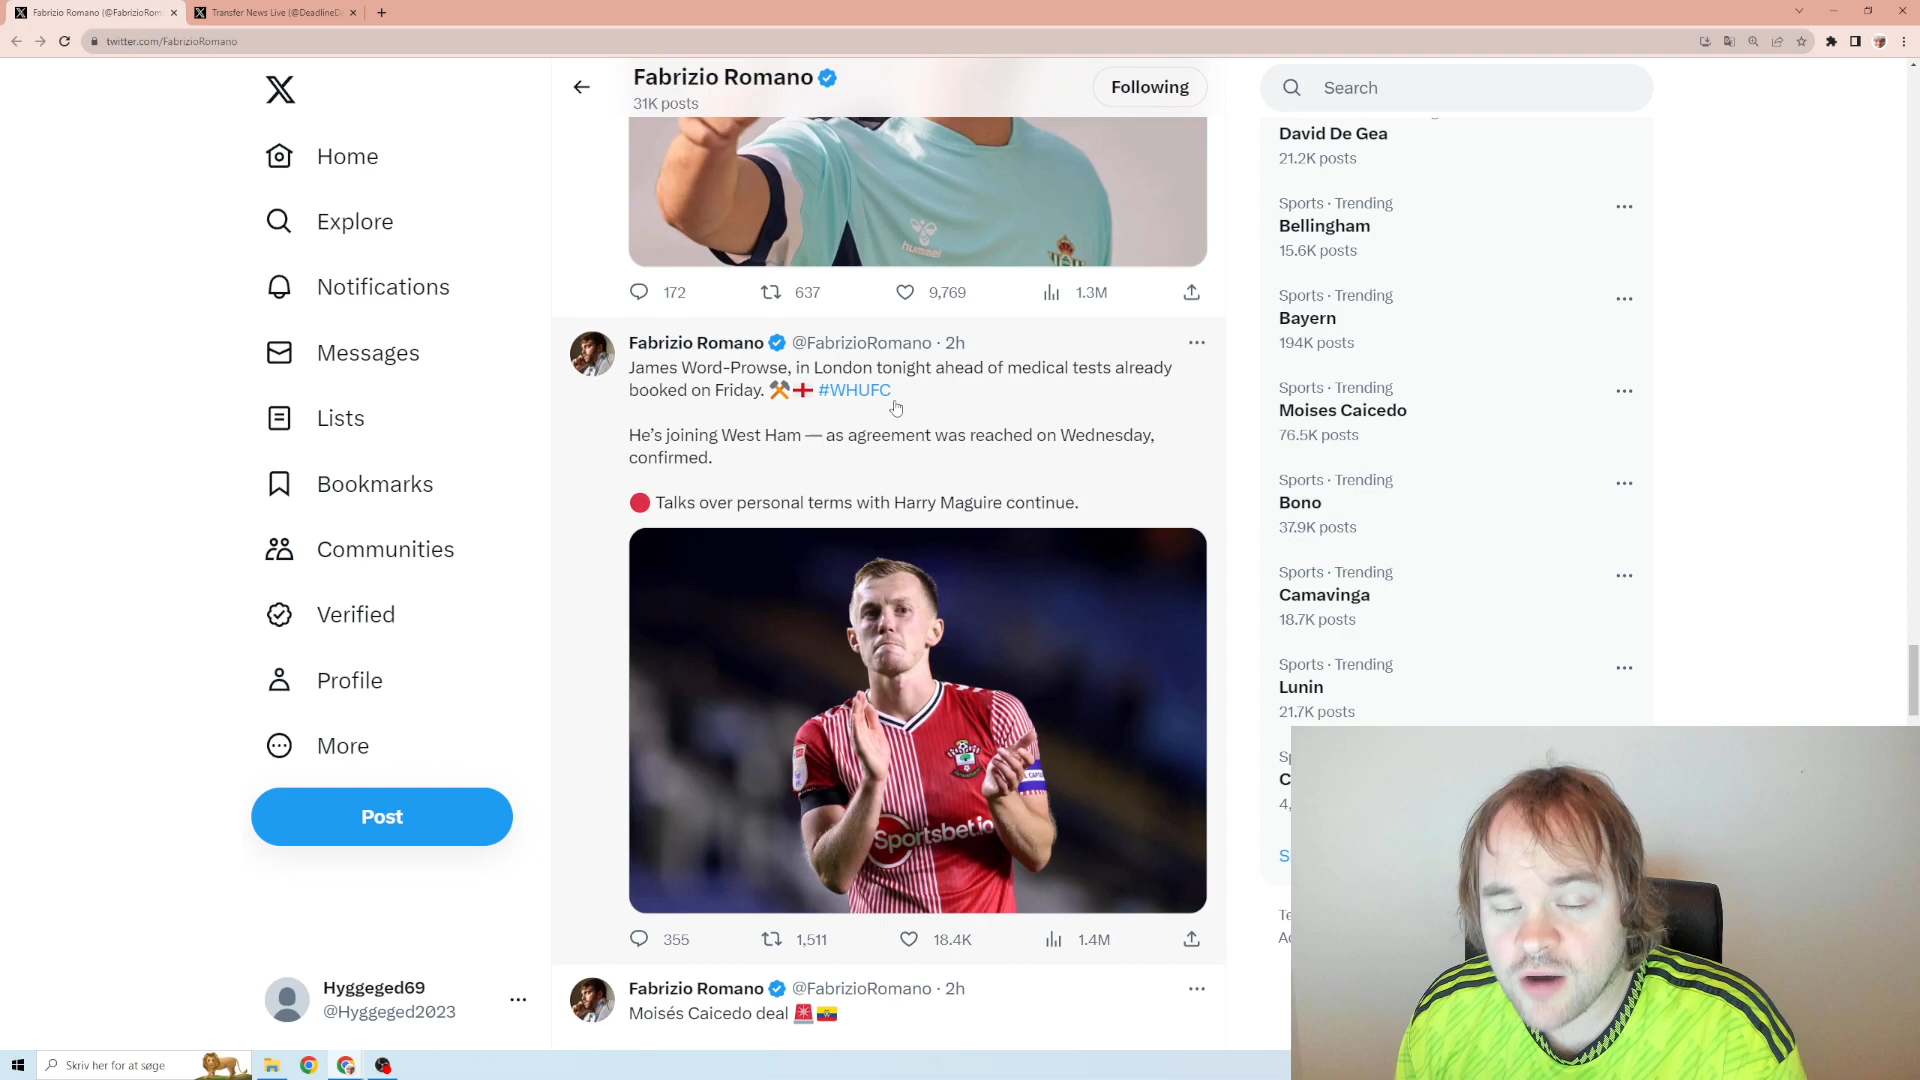 Fabrizio Romano (@FabrizioRom
Transfer News Live (@DeadlineD
twitter.com/FabrizioRomano
Fabrizio Romano
31K posts
Following
Search
Home
Explore
Notifications
Messages
Lists
Bookmarks
Communities
Verified
Profile
More
Post
Hyggeged69
@Hyggeged2023
hummel
172
637
9,769
1.3M
Fabrizio Romano @FabrizioRomano · 2h
James Word-Prowse, in London tonight ahead of medical tests already
booked on Friday. ⚒️🏴󠁧󠁢󠁥󠁮󠁧󠁿 #WHUFC
He’s joining West Ham — as agreement was reached on Wednesday,
confirmed.
🔴 Talks over personal terms with Harry Maguire continue.
Sportsbet.io
355
1,511
18.4K
1.4M
Fabrizio Romano @FabrizioRomano · 2h
Moisés Caicedo deal 🚨🇪🇨
David De Gea
21.2K posts
Sports · Trending
Bellingham
15.6K posts
Sports · Trending
Bayern
194K posts
Sports · Trending
Moises Caicedo
76.5K posts
Sports · Trending
Bono
37.9K posts
Sports · Trending
Camavinga
18.7K posts
Sports · Trending
Lunin
21.7K posts
Skriv her for at søge